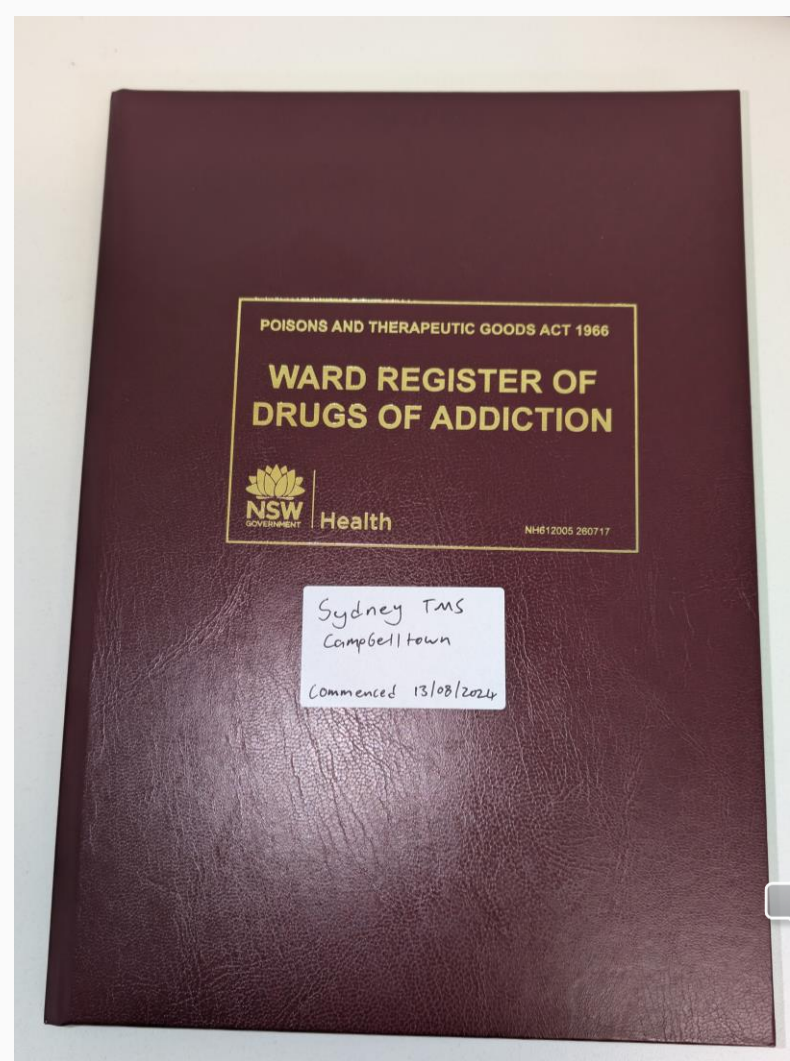 POISONS AND THERAPEUTIC GOODS ACT 1966
WARD REGISTER OF
DRUGS OF ADDICTION
NSW
GOVERNMENT
Health
NH612005 260717
Sydney TMS
Campbelltown
Commenced 13/08/2024